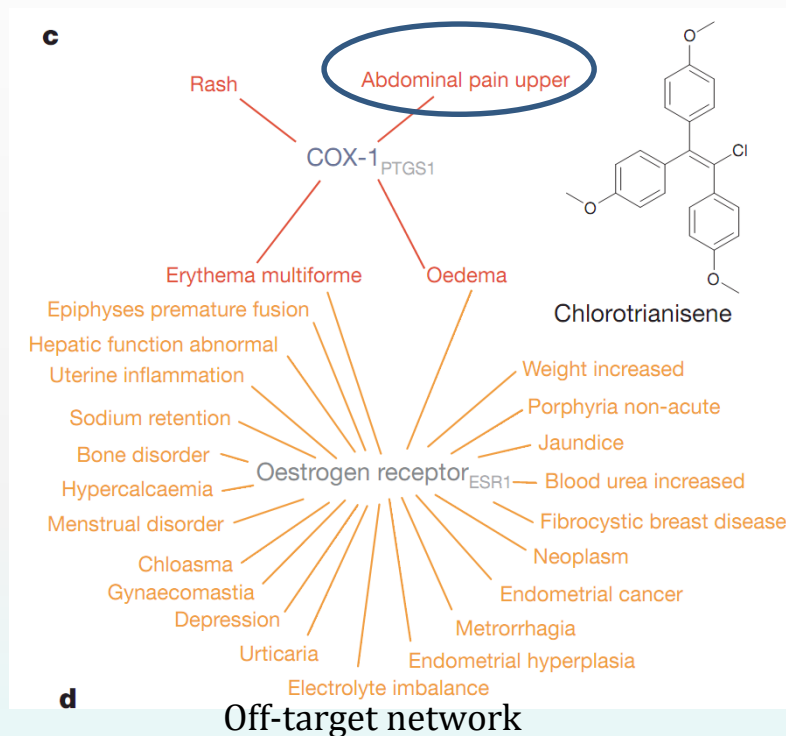 c
Rash
Abdominal pain upper
COX-1PTGS1
Erythema multiforme
Oedema
O
Cl
O
O
Chlorotrianisene
Epiphyses premature fusion
Hepatic function abnormal
Uterine inflammation
Sodium retention
Bone disorder
Hypercalcaemia
Menstrual disorder
Chloasma
Gynaecomastia
Depression
Urticaria
Electrolyte imbalance
Oestrogen receptorESR1
Weight increased
Porphyria non-acute
Jaundice
Blood urea increased
Fibrocystic breast disease
Neoplasm
Endometrial cancer
Metrorrhagia
Endometrial hyperplasia
d
Off-target network